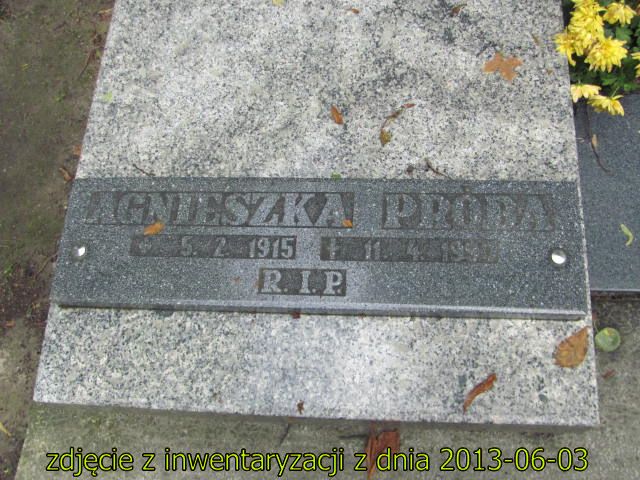 AGNIESZKA PRÓBA
5. 2. 1915 † 11. 4.
R.I.P.
zdjęcie z inwentaryzacji z dnia 2013-06-03